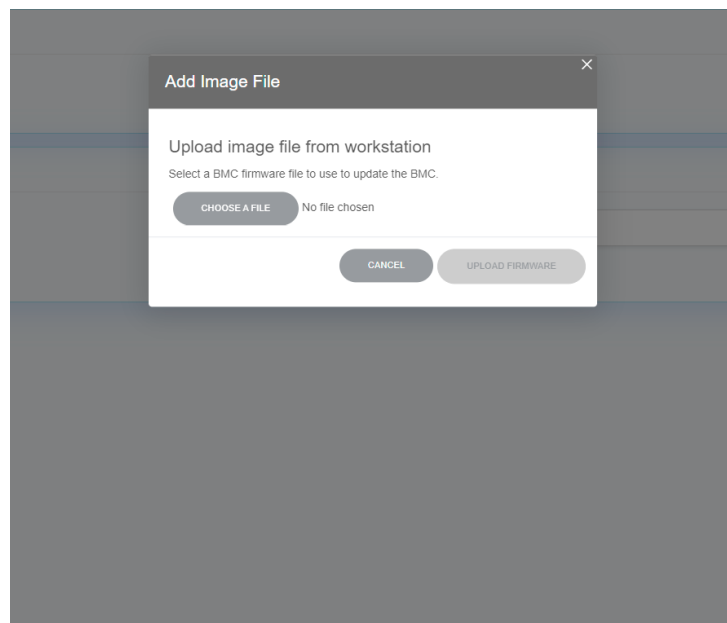 Add Image File
Upload image file from workstation
Select a BMC firmware file to use to update the BMC.
CHOOSE A FILE No file chosen
CANCEL UPLOAD FIRMWARE